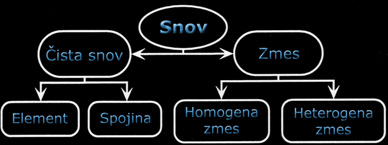 Snov
Čista snov
Zmes
Element
Spojina
Homogena
zmes
Heterogena
zmes